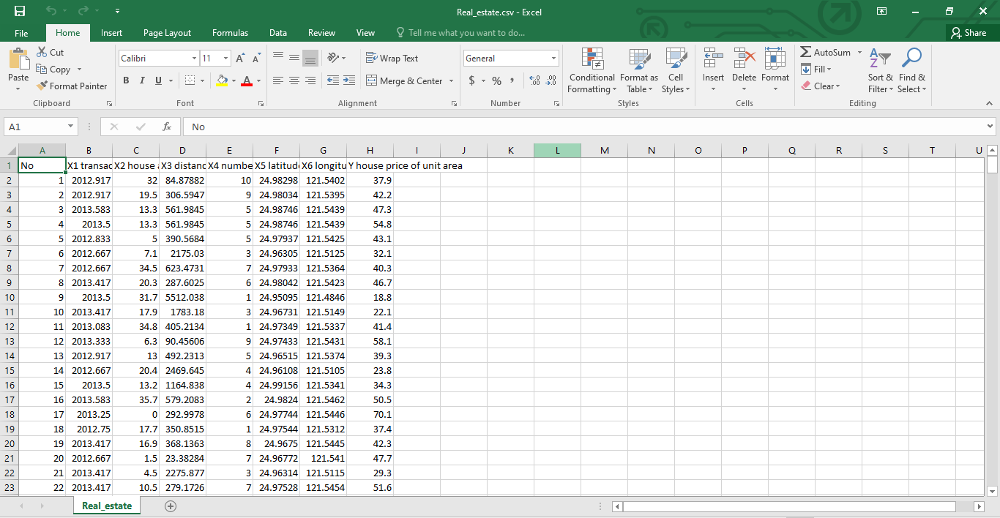 Real_estate.csv - Excel
File Home Insert Page Layout Formulas Data Review View Tell me what you want to do... Share
Cut
Copy
Format Painter
Paste
Clipboard
Calibri 11 A A
B I U A
Font
Wrap Text
Merge & Center
Alignment
General
$ % , .00 .00
Number
Conditional Formatting
Format as Table
Cell Styles
Styles
Insert Delete Format
Cells
AutoSum
Fill
Clear
Sort & Filter
Find & Select
Editing
A1 fx No
A B C D E F G H I J K L M N O P Q R S T U
1 No X1 transac X2 house a X3 distanc X4 numbe X5 latitude X6 longitu Y house price of unit area
2 1 2012.917 32 84.87882 10 24.98298 121.5402 37.9
3 2 2012.917 19.5 306.5947 9 24.98034 121.5395 42.2
4 3 2013.583 13.3 561.9845 5 24.98746 121.5439 47.3
5 4 2013.5 13.3 561.9845 5 24.98746 121.5439 54.8
6 5 2012.833 5 390.5684 5 24.97937 121.5425 43.1
7 6 2012.667 7.1 2175.03 3 24.96305 121.5125 32.1
8 7 2012.667 34.5 623.4731 7 24.97933 121.5364 40.3
9 8 2013.417 20.3 287.6025 6 24.98042 121.5423 46.7
10 9 2013.5 31.7 5512.038 1 24.95095 121.4846 18.8
11 10 2013.417 17.9 1783.18 3 24.96731 121.5149 22.1
12 11 2013.083 34.8 405.2134 1 24.97349 121.5337 41.4
13 12 2013.333 6.3 90.45606 9 24.97433 121.5431 58.1
14 13 2012.917 13 492.2313 5 24.96515 121.5374 39.3
15 14 2012.667 20.4 2469.645 4 24.96108 121.5105 23.8
16 15 2013.5 13.2 1164.838 4 24.99156 121.5341 34.3
17 16 2013.583 35.7 579.2083 2 24.9824 121.5462 50.5
18 17 2013.25 0 292.9978 6 24.97744 121.5446 70.1
19 18 2012.75 17.7 350.8515 1 24.97544 121.5312 37.4
20 19 2013.417 16.9 368.1363 8 24.9675 121.5445 42.3
21 20 2012.667 1.5 23.38284 7 24.96772 121.541 47.7
22 21 2013.417 4.5 2275.877 3 24.96314 121.5115 29.3
23 22 2013.417 10.5 279.1726 7 24.97528 121.5454 51.6
Real_estate